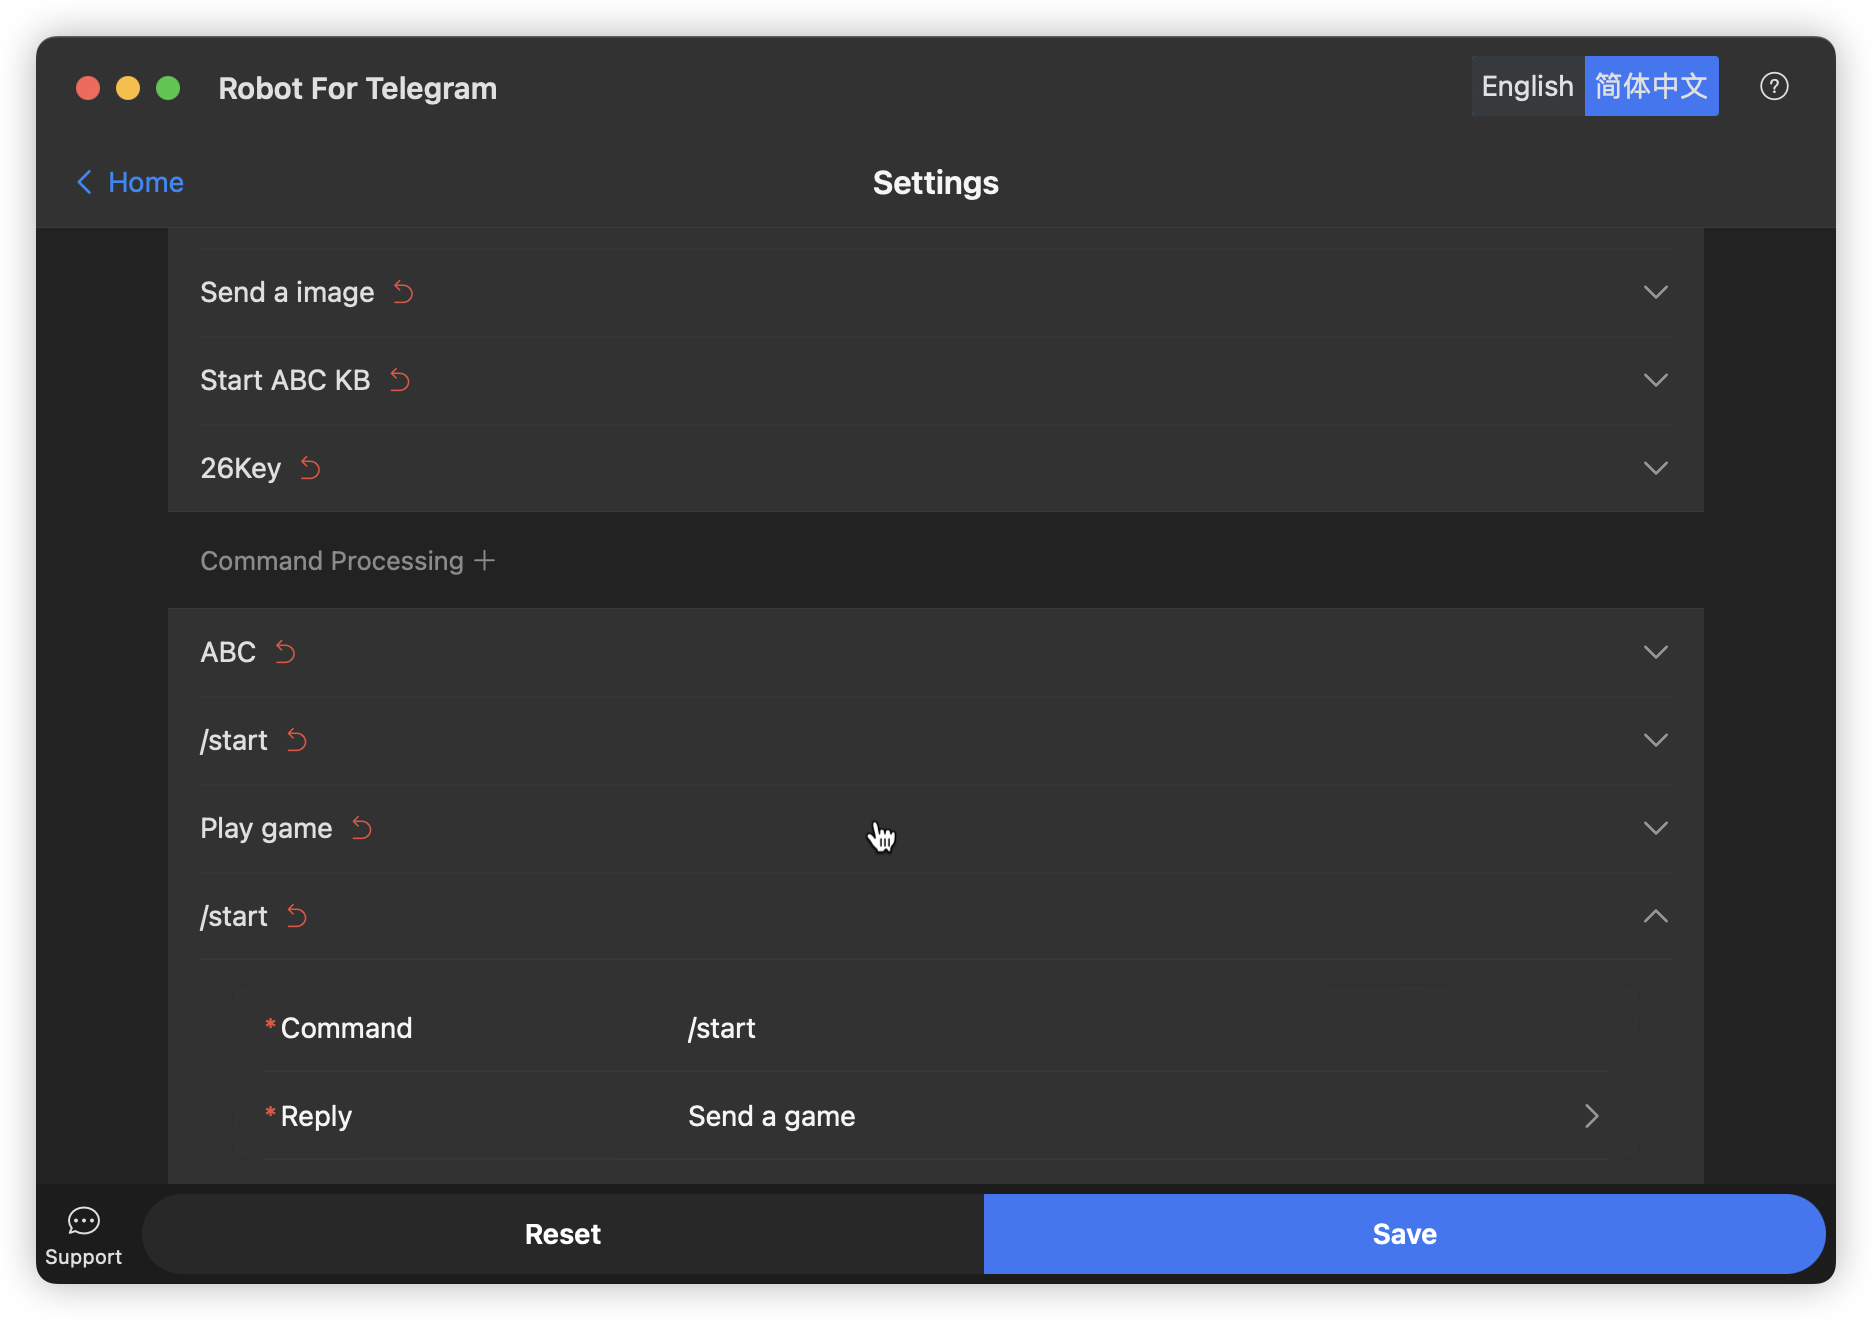 Robot For Telegram
English 简体中文
Home
Settings
Send a image
Start ABC KB
26Key
Command Processing +
ABC
/start
Play game
/start
* Command /start
* Reply Send a game
Support
Reset
Save